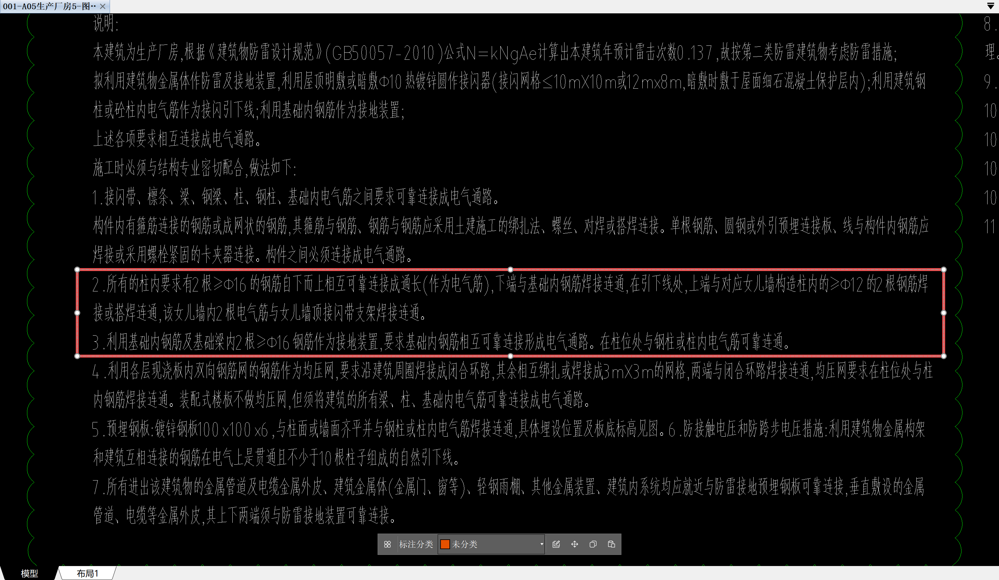 001-A05生产厂房5-图··
说明:
本建筑为生产厂房,根据《建筑物防雷设计规范》(GB50057-2010)公式N=kNgAe计算出本建筑年预计雷击次数0.137,故按第二类防雷建筑物考虑防雷措施;
拟利用建筑物金属体作防雷及接地装置,利用屋顶明敷或暗敷Φ10热镀锌圆作接闪器(接闪网格≤10mX10m或12mx8m,暗敷时敷于屋面细石混凝土保护层内);利用建筑钢
柱或砼柱内电气筋作为接闪引下线;利用基础内钢筋作为接地装置;
上述各项要求相互连接成电气通路。
施工时必须与结构专业密切配合,做法如下:
1.接闪带、檩条、梁、钢梁、柱、钢柱、基础内电气筋之间要求可靠连接成电气通路。
构件内有箍筋连接的钢筋或成网状的钢筋,其箍筋与钢筋、钢筋与钢筋应采用土建施工的绑扎法、螺丝、对焊或搭焊连接。单根钢筋、圆钢或外引预埋连接板、线与构件内钢筋应
焊接或采用螺栓紧固的卡夹器连接。构件之间必须连接成电气通路。
2.所有的柱内要求有2根≥Φ16的钢筋自下而上相互可靠连接成通长(作为电气筋),下端与基础内钢筋焊接连通,在引下线处,上端与对应女儿墙构造柱内的≥Φ12的2根钢筋焊
接或搭焊连通,该女儿墙内2根电气筋与女儿墙顶接闪带支架焊接连通。
3.利用基础内钢筋及基础梁内2根≥Φ16钢筋作为接地装置,要求基础内钢筋相互可靠连接形成电气通路。在柱位处与钢柱或柱内电气筋可靠连通。
4.利用各层现浇板内双向钢筋网的钢筋作为均压网,要求沿建筑周圈焊接成闭合环路,其余相互绑扎或焊接成3mX3m的网格,两端与闭合环路焊接连通,均压网要求在柱位处与柱
内钢筋焊接连通。装配式楼板不做均压网,但须将建筑的所有梁、柱、基础内电气筋可靠连接成电气通路。
5.预埋钢板:镀锌钢板100x100x6,与柱面或墙面齐平并与钢柱或柱内电气筋焊接连通,具体埋设位置及板底标高见图。6.防接触电压和防跨步电压措施:利用建筑物金属构架
和建筑互相连接的钢筋在电气上是贯通且不少于10根柱子组成的自然引下线。
7.所有进出该建筑物的金属管道及电缆金属外皮、建筑金属体(金属门、窗等)、轻钢雨棚、其他金属装置、建筑内系统均应就近与防雷接地预埋钢板可靠连接,垂直敷设的金属
管道、电缆等金属外皮,其上下两端须与防雷接地装置可靠连接。
8.
理。
9.
10
10
10
10
11
标注分类 未分类
模型 布局1